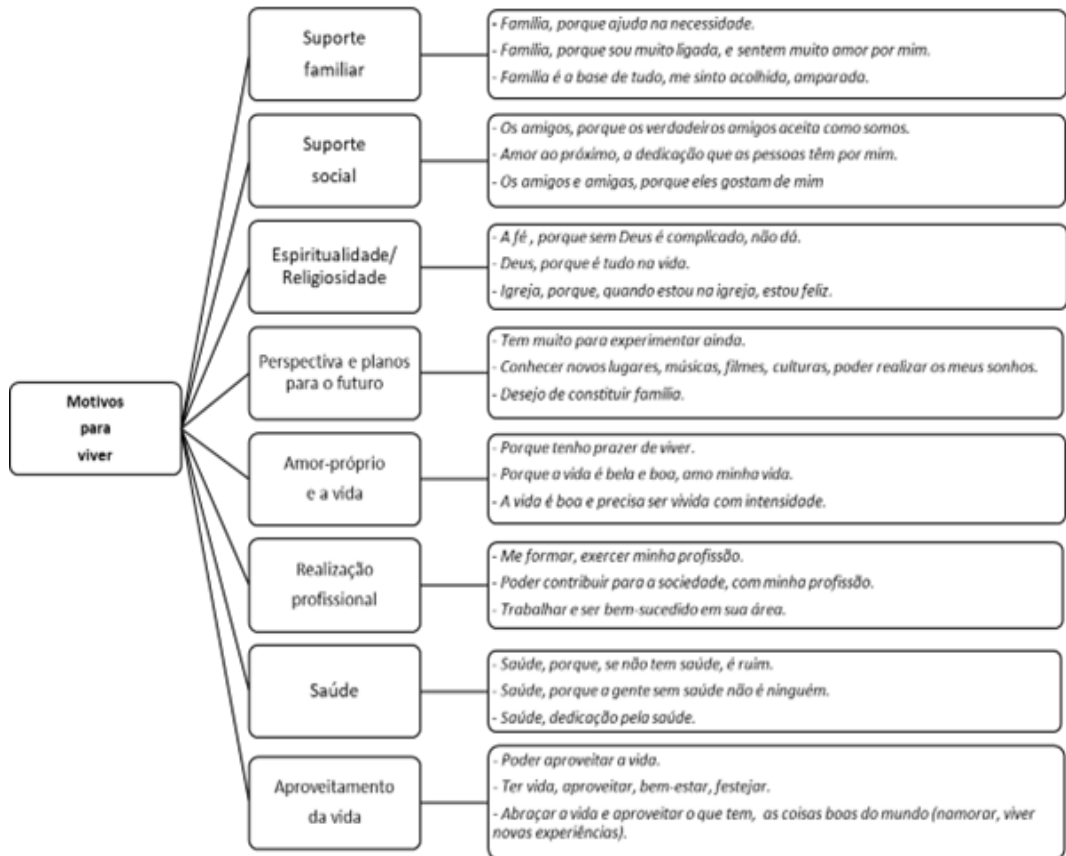 Motivos
para
viver
Suporte
familiar
- Família, porque ajuda na necessidade.
- Família, porque sou muito ligada, e sentem muito amor por mim.
- Família é a base de tudo, me sinto acolhida, amparada.
Suporte
social
- Os amigos, porque os verdadeiros amigos aceita como somos.
- Amor ao próximo, a dedicação que as pessoas têm por mim.
- Os amigos e amigas, porque eles gostam de mim
Espiritualidade/
Religiosidade
- A fé , porque sem Deus é complicado, não dá.
- Deus, porque é tudo na vida.
- Igreja, porque, quando estou na igreja, estou feliz.
Perspectiva e planos
para o futuro
- Tem muito para experimentar ainda.
- Conhecer novos lugares, músicas, filmes, culturas, poder realizar os meus sonhos.
- Desejo de constituir família.
Amor-próprio
e a vida
- Porque tenho prazer de viver.
- Porque a vida é bela e boa, amo minha vida.
- A vida é boa e precisa ser vivida com intensidade.
Realização
profissional
- Me formar, exercer minha profissão.
- Poder contribuir para a sociedade, com minha profissão.
- Trabalhar e ser bem-sucedido em sua área.
Saúde
- Saúde, porque, se não tem saúde, é ruim.
- Saúde, porque a gente sem saúde não é ninguém.
- Saúde, dedicação pela saúde.
Aproveitamento
da vida
- Poder aproveitar a vida.
- Ter vida, aproveitar, bem-estar, festejar.
- Abraçar a vida e aproveitar o que tem, as coisas boas do mundo (namorar, viver
novas experiências).